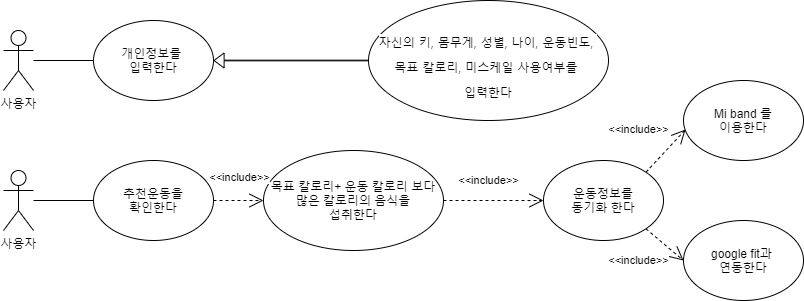 개인정보를
입력한다
자신의 키, 몸무게, 성별, 나이, 운동빈도,
목표 칼로리, 미스케일 사용여부를
입력한다
사용자
Mi band 를
이용한다
<<include>>
추천운동을
확인한다
<<include>>
목표 칼로리+ 운동 칼로리 보다
많은 칼로리의 음식을
섭취한다
<<include>>
운동정보를
동기화 한다
사용자
<<include>>
google fit과
연동한다